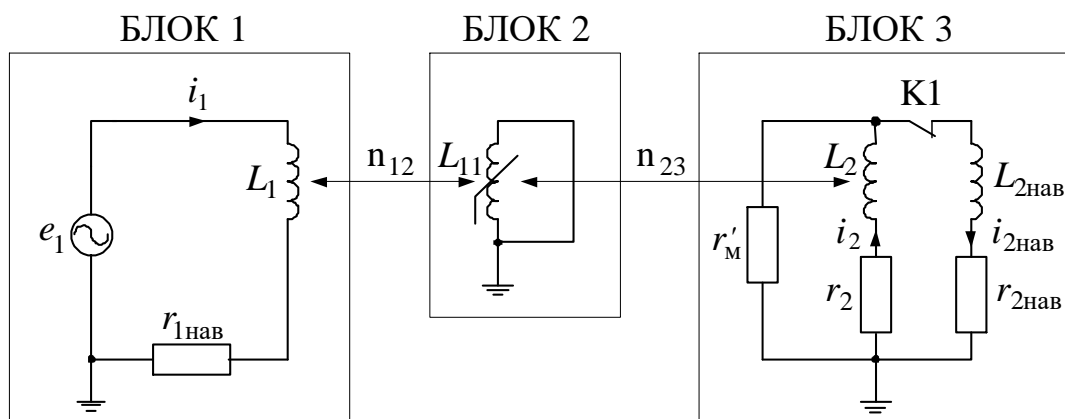 БЛОК 1
БЛОК 2
БЛОК 3
i₁
L₁
e₁
r₁нав
n₁₂
L₁₁
n₂₃
K1
L₂
L₂нав
r′м
i₂
i₂нав
r₂
r₂нав